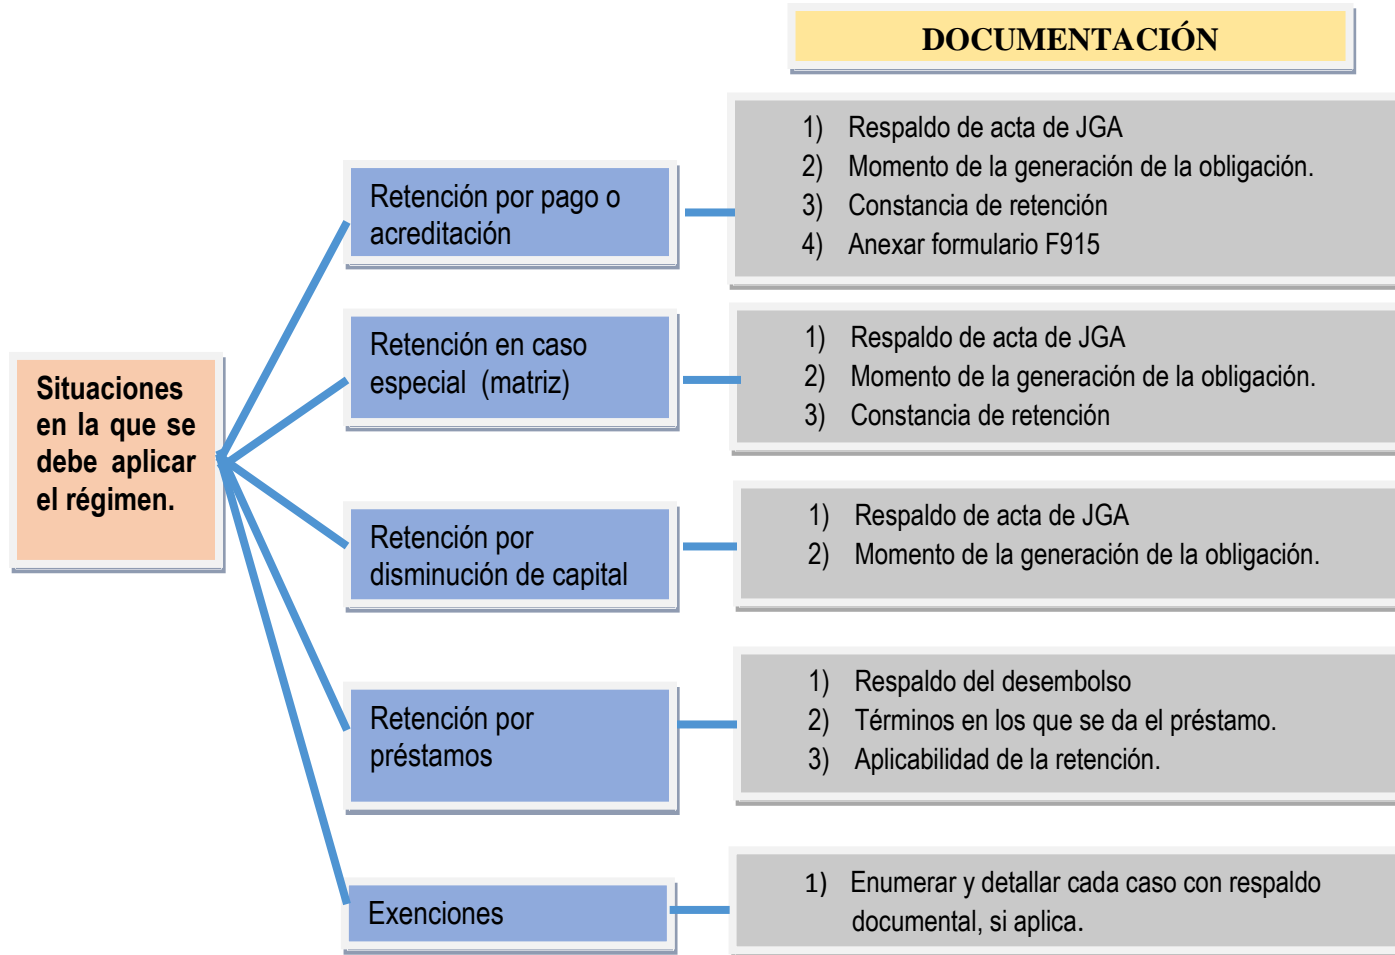 DOCUMENTACIÓN
1) Respaldo de acta de JGA
2) Momento de la generación de la obligación.
3) Constancia de retención
4) Anexar formulario F915
Retención por pago o
acreditación
Retención en caso
especial (matriz)
1) Respaldo de acta de JGA
2) Momento de la generación de la obligación.
3) Constancia de retención
Situaciones
en la que se
debe aplicar
el régimen.
Retención por
disminución de capital
1) Respaldo de acta de JGA
2) Momento de la generación de la obligación.
Retención por
préstamos
1) Respaldo del desembolso
2) Términos en los que se da el préstamo.
3) Aplicabilidad de la retención.
Exenciones
1) Enumerar y detallar cada caso con respaldo
documental, si aplica.